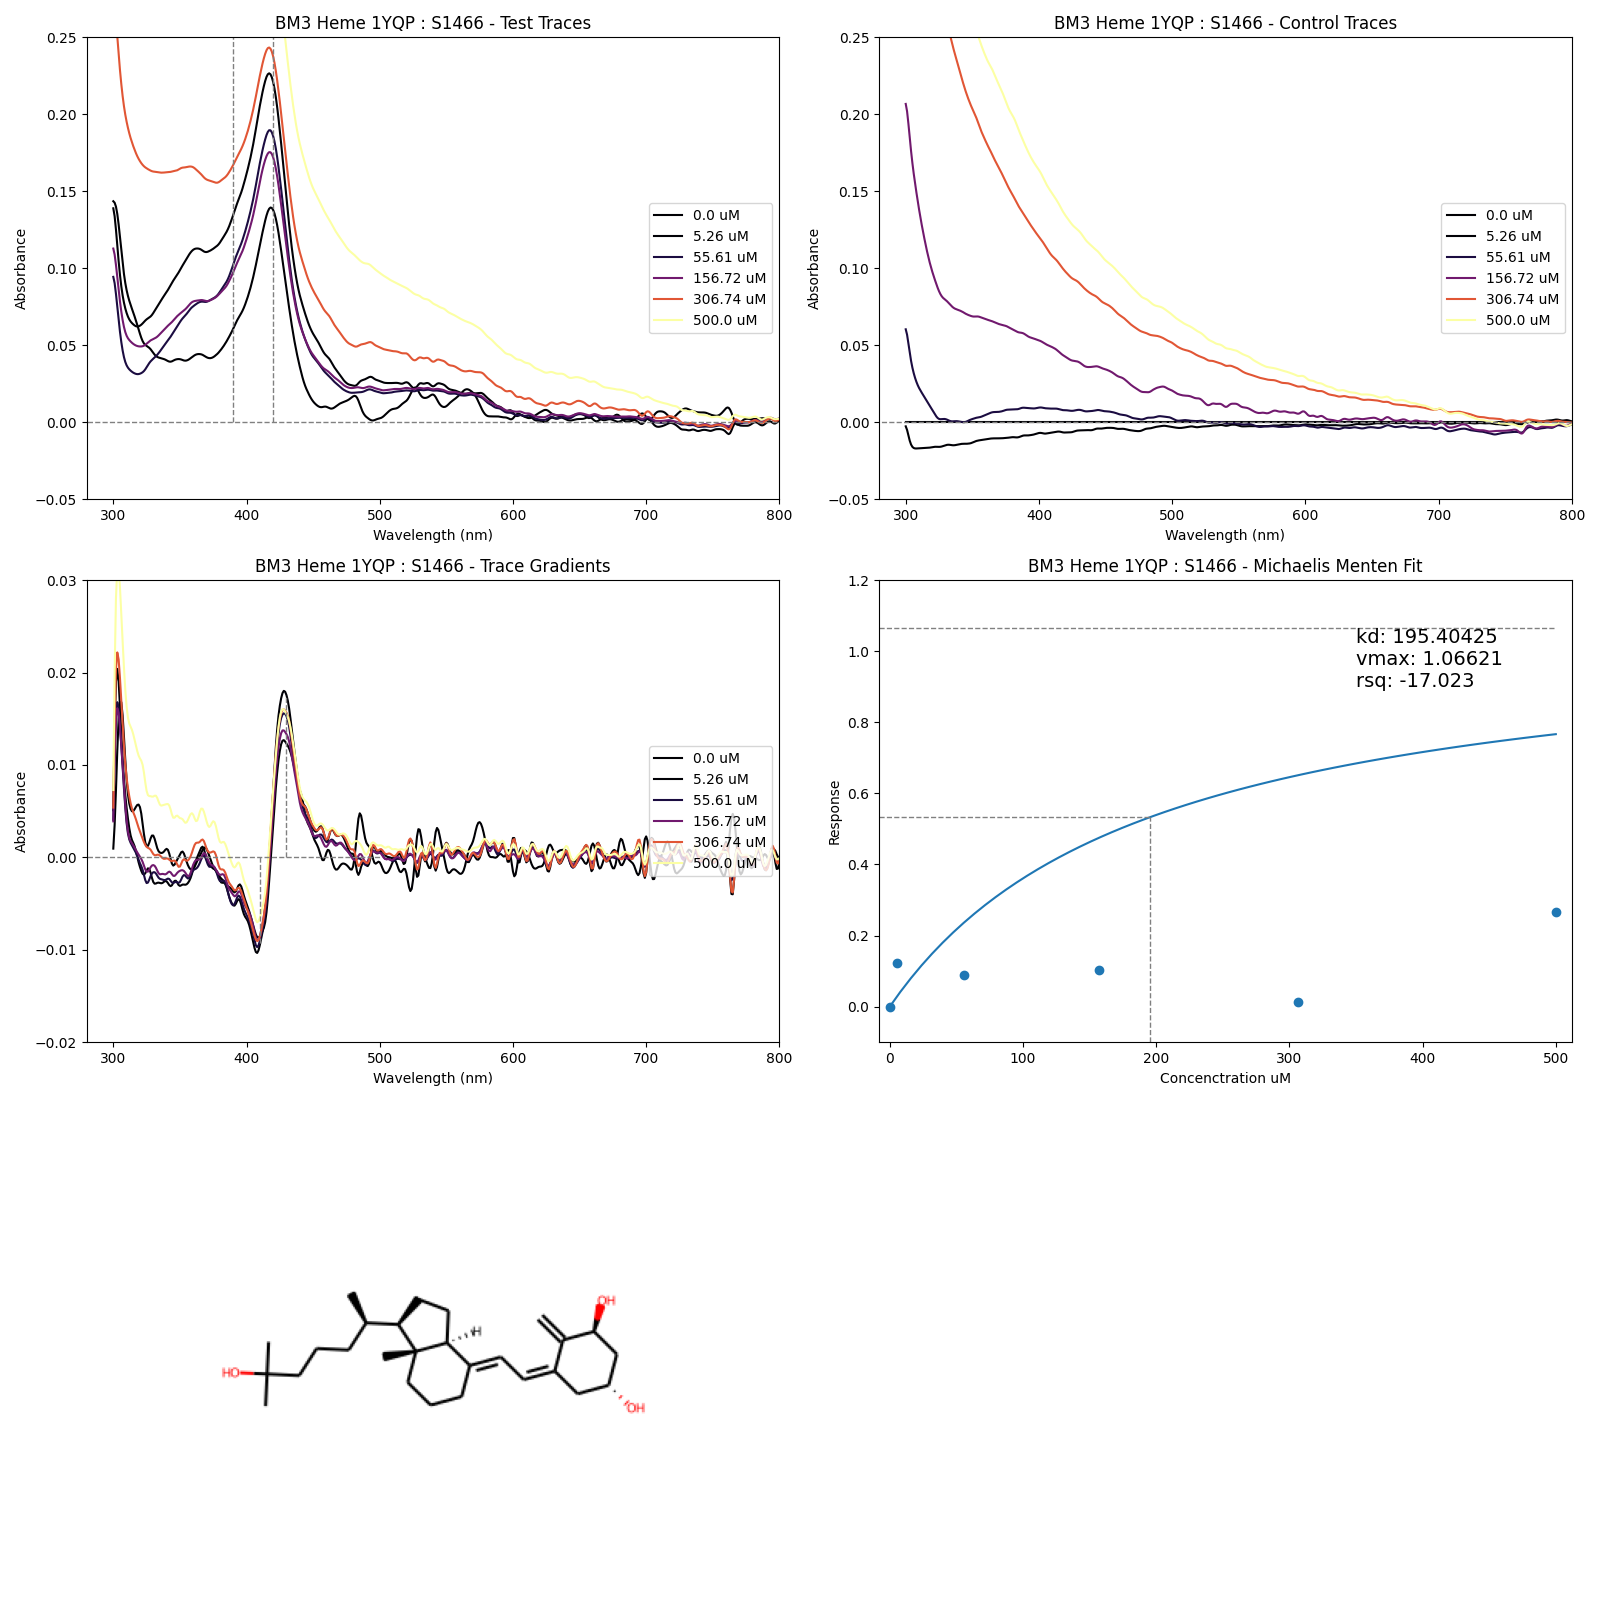 BM3 Heme 1YQP : S1466 - Test Traces
0.25
0.20
0.15
0.10
0.05
0.00
−0.05
Absorbance
300 400 500 600 700 800
Wavelength (nm)
0.0 uM
5.26 uM
55.61 uM
156.72 uM
306.74 uM
500.0 uM
BM3 Heme 1YQP : S1466 - Control Traces
0.25
0.20
0.15
0.10
0.05
0.00
−0.05
Absorbance
300 400 500 600 700 800
Wavelength (nm)
0.0 uM
5.26 uM
55.61 uM
156.72 uM
306.74 uM
500.0 uM
BM3 Heme 1YQP : S1466 - Trace Gradients
0.03
0.02
0.01
0.00
−0.01
−0.02
Absorbance
300 400 500 600 700 800
Wavelength (nm)
0.0 uM
5.26 uM
55.61 uM
156.72 uM
306.74 uM
500.0 uM
BM3 Heme 1YQP : S1466 - Michaelis Menten Fit
1.2
1.0
0.8
0.6
0.4
0.2
0.0
Response
kd: 195.40425
vmax: 1.06621
rsq: -17.023
0 100 200 300 400 500
Concenctration uM
OH
H
HO
OH